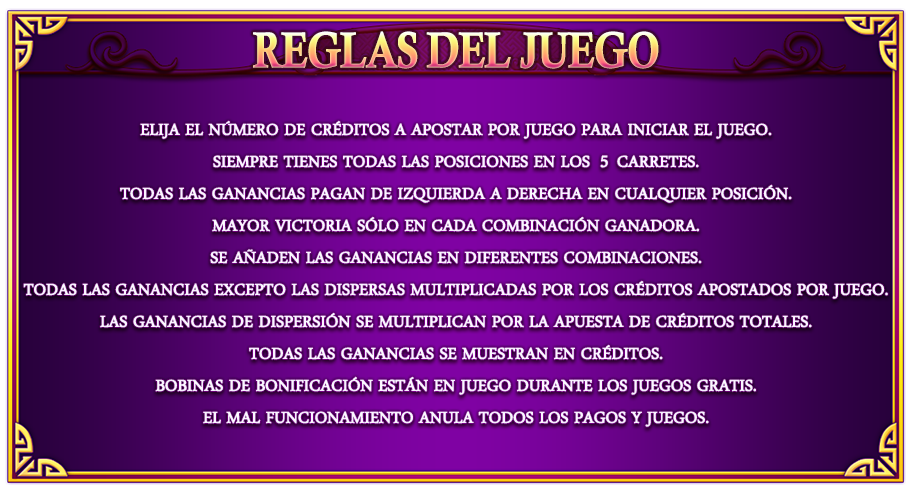 REGLAS DEL JUEGO
ELIJA EL NÚMERO DE CRÉDITOS A APOSTAR POR JUEGO PARA INICIAR EL JUEGO.
SIEMPRE TIENES TODAS LAS POSICIONES EN LOS 5 CARRETES.
TODAS LAS GANANCIAS PAGAN DE IZQUIERDA A DERECHA EN CUALQUIER POSICIÓN.
MAYOR VICTORIA SÓLO EN CADA COMBINACIÓN GANADORA.
SE AÑADEN LAS GANANCIAS EN DIFERENTES COMBINACIONES.
TODAS LAS GANANCIAS EXCEPTO LAS DISPERSAS MULTIPLICADAS POR LOS CRÉDITOS APOSTADOS POR JUEGO.
LAS GANANCIAS DE DISPERSIÓN SE MULTIPLICAN POR LA APUESTA DE CRÉDITOS TOTALES.
TODAS LAS GANANCIAS SE MUESTRAN EN CRÉDITOS.
BOBINAS DE BONIFICACIÓN ESTÁN EN JUEGO DURANTE LOS JUEGOS GRATIS.
EL MAL FUNCIONAMIENTO ANULA TODOS LOS PAGOS Y JUEGOS.